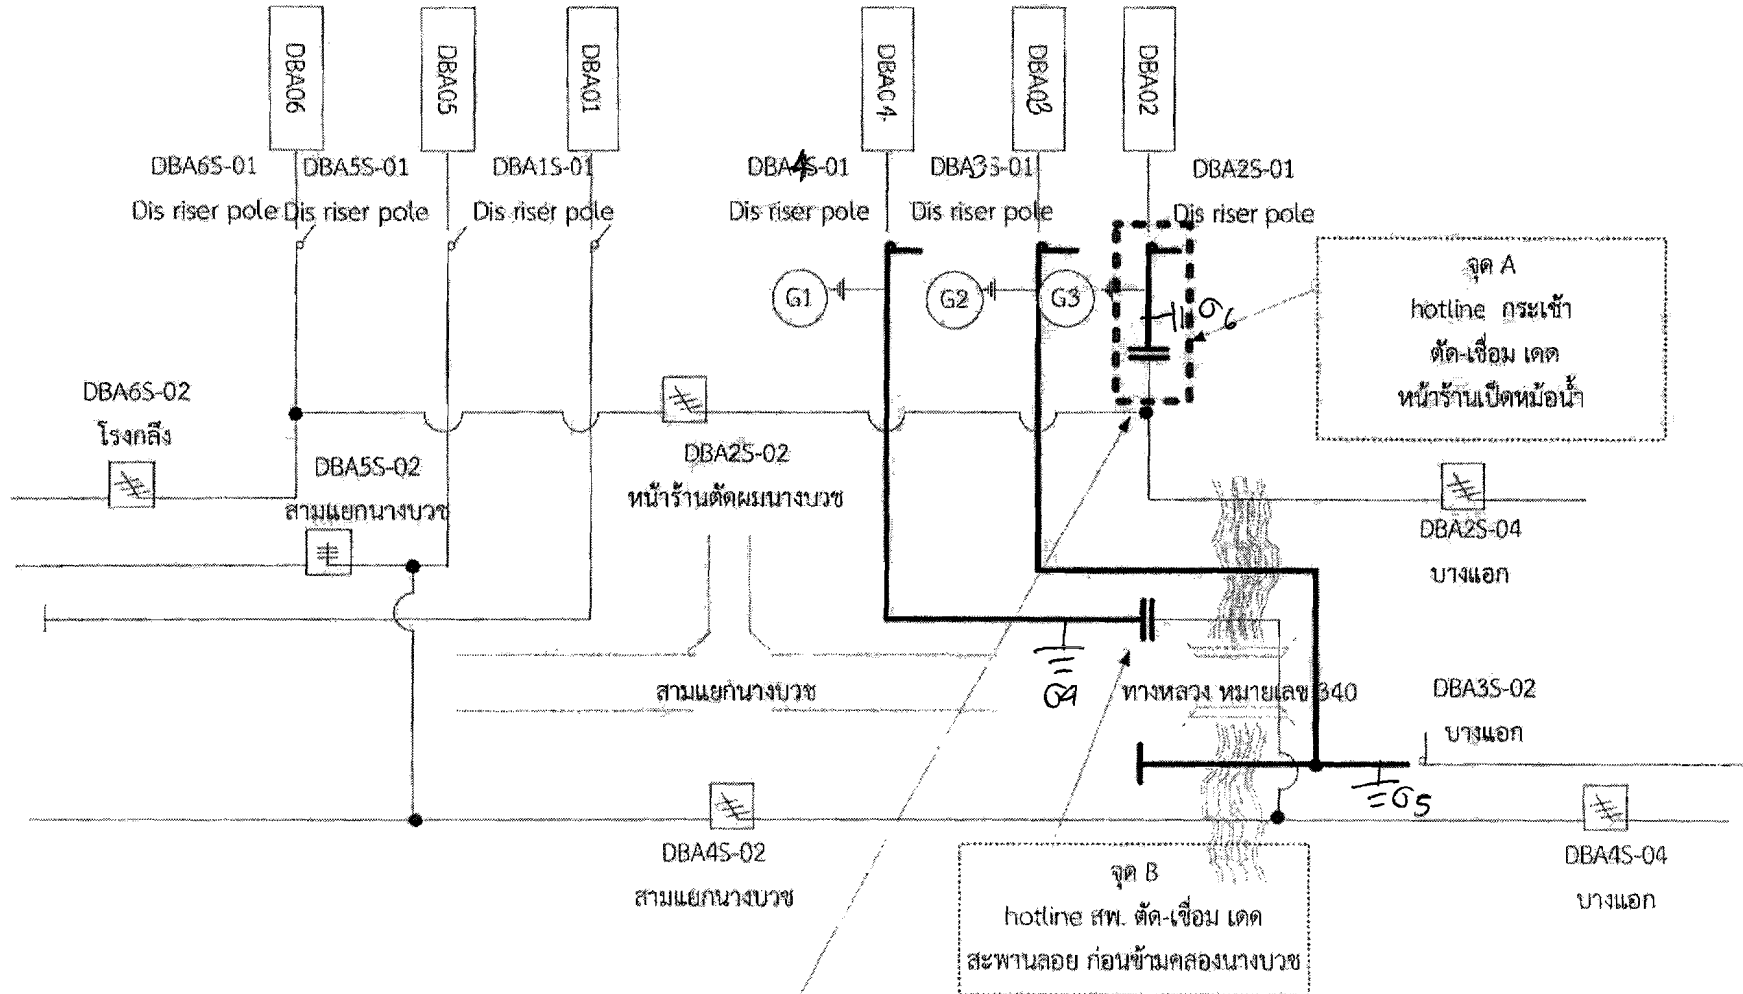 DBA06
DBA05
DBA01
DBA04
DBA03
DBA02
DBA6S-01
DBA5S-01
DBA1S-01
DBA4S-01
DBA3S-01
DBA2S-01
Dis riser pole
Dis riser pole
Dis riser pole
Dis riser pole
Dis riser pole
Dis riser pole
G1
G2
G3
G6
จุด A
hotline กระเช้า
ตัด-เชื่อม เดด
หน้าร้านเป็ดหม้อน้ำ
DBA6S-02
โรงกลึง
DBA5S-02
สามแยกนางบวช
DBA2S-02
หน้าร้านตัดผมนางบวช
DBA2S-04
บางแอก
สามแยกนางบวช
G4
ทางหลวง หมายเลข 340
DBA3S-02
บางแอก
G5
DBA4S-02
สามแยกนางบวช
DBA4S-04
บางแอก
จุด B
hotline สพ. ตัด-เชื่อม เดด
สะพานลอย ก่อนข้ามคลองนางบวช